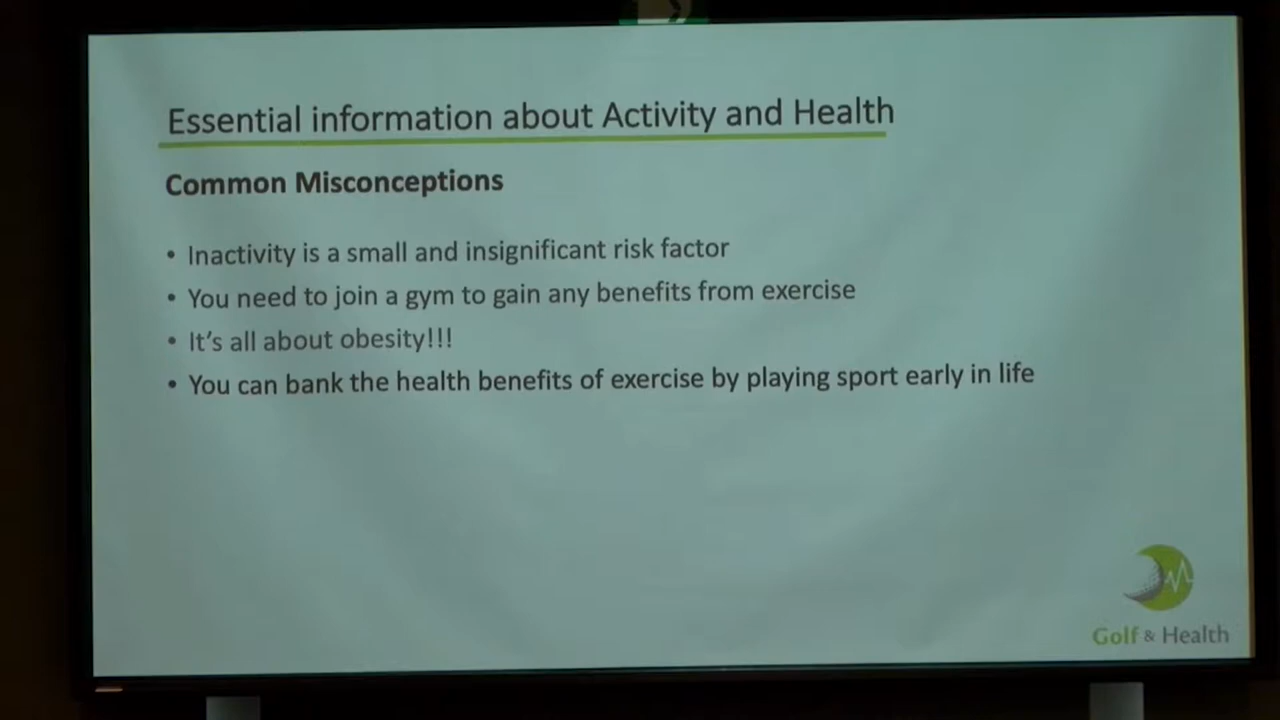 Essential information about Activity and Health
Common Misconceptions
• Inactivity is a small and insignificant risk factor
• You need to join a gym to gain any benefits from exercise
• It's all about obesity!!!
• You can bank the health benefits of exercise by playing sport early in life
Golf & Health